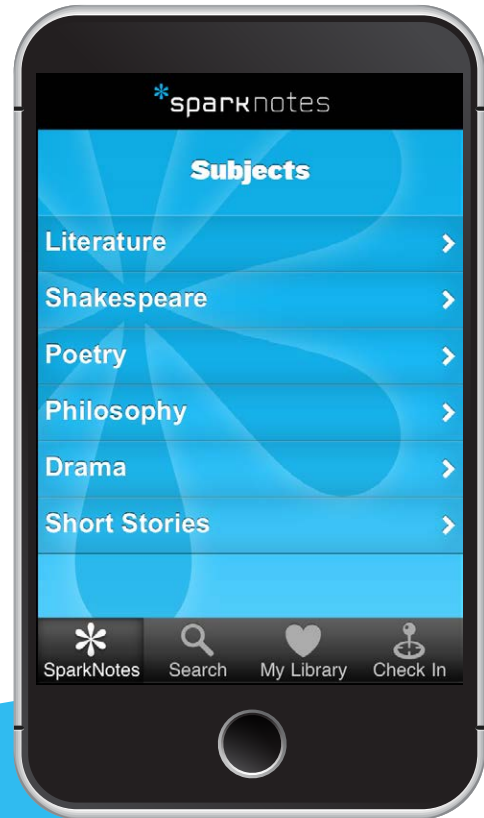 *sparknotes
Subjects
Literature
Shakespeare
Poetry
Philosophy
Drama
Short Stories
SparkNotes Search My Library Check In